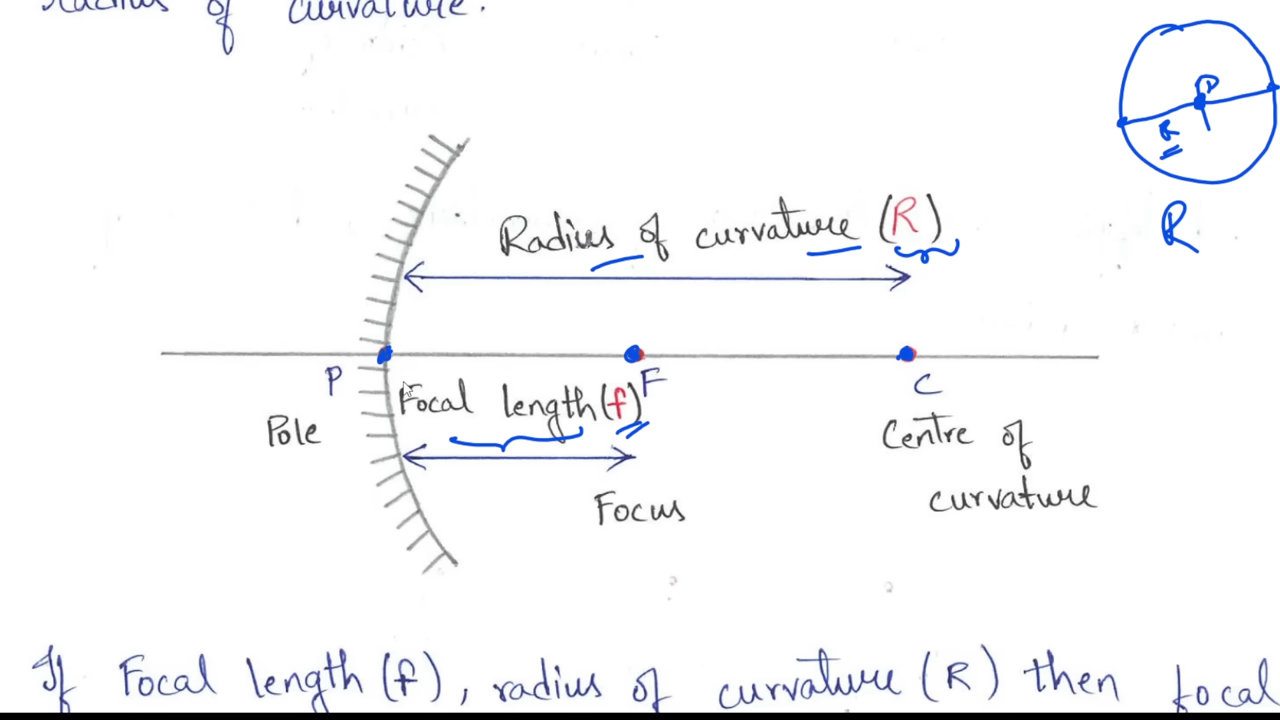 Radius of curvature.
R
R
Radius of curvature (R)
P
F
C
Focal length (f)
Pole
Centre of
curvature
Focus
If Focal length (f), radius of curvature (R) then focal